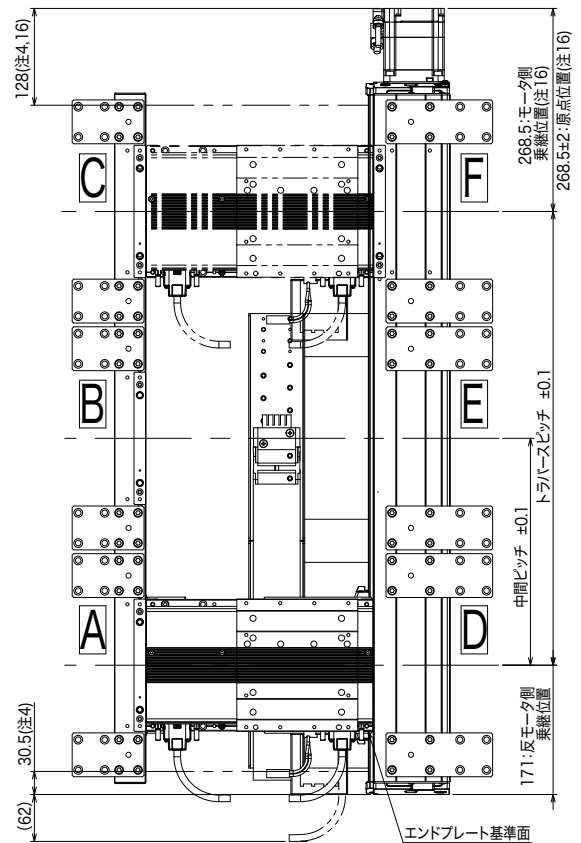 128(注4,16)
268.5:モータ側
乗継位置(注16)
268.5±2:原点位置(注16)
C
F
B
E
トラバースピッチ ±0.1
中間ピッチ ±0.1
A
D
30.5(注4)
(62)
171:反モータ側
乗継位置
エンドプレート基準面